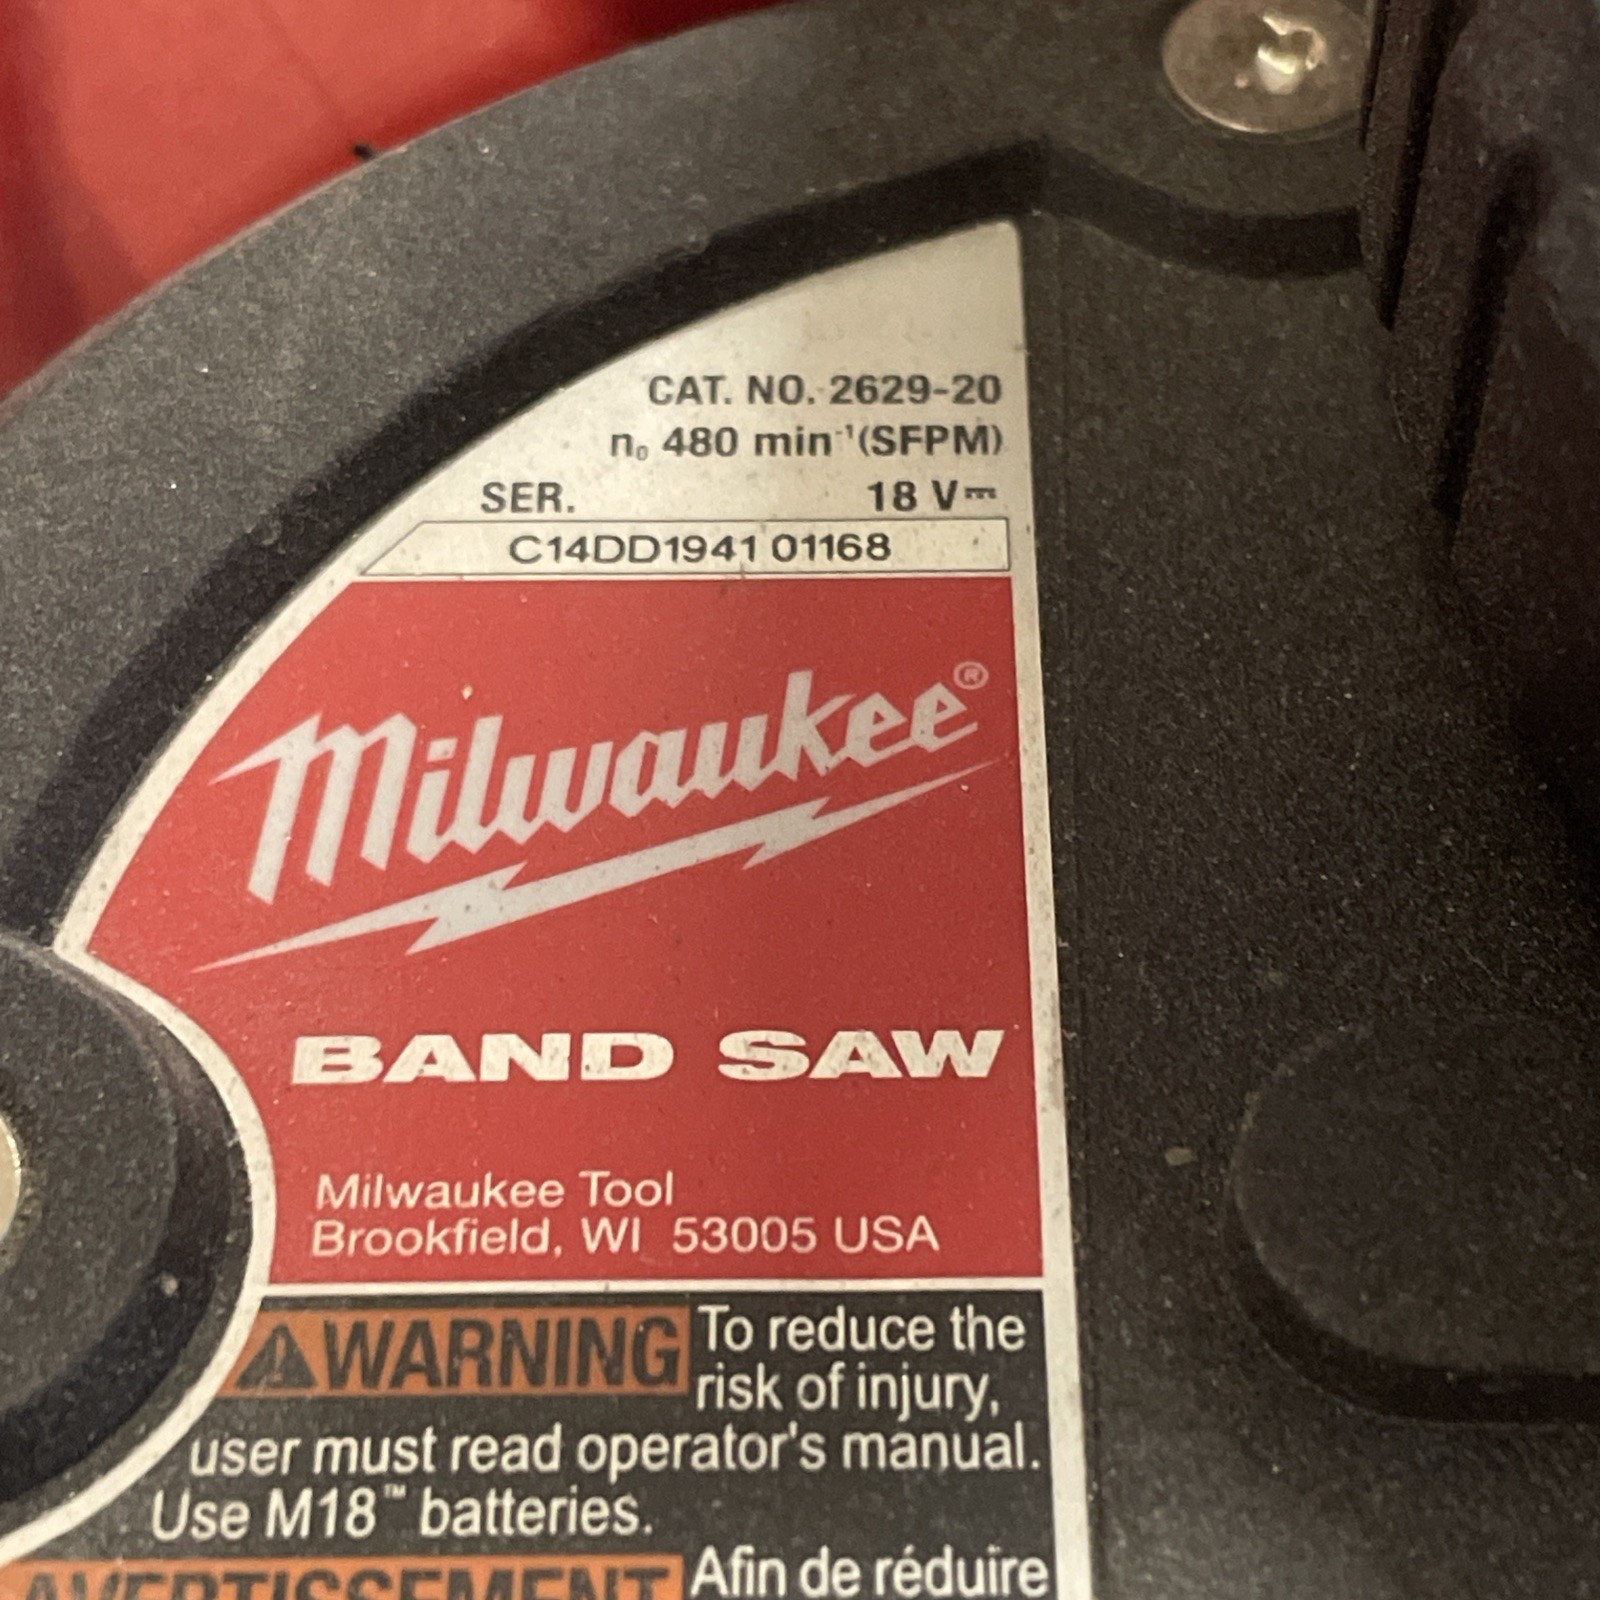 CAT. NO. 2629-20
n₀ 480 min⁻¹(SFPM)
SER. 18 V⎓
C14DD1941 01168
Milwaukee®
BAND SAW
Milwaukee Tool
Brookfield, WI 53005 USA
⚠WARNING To reduce the
risk of injury,
user must read operator's manual.
Use M18™ batteries.
AVERTISSEMENT Afin de réduire